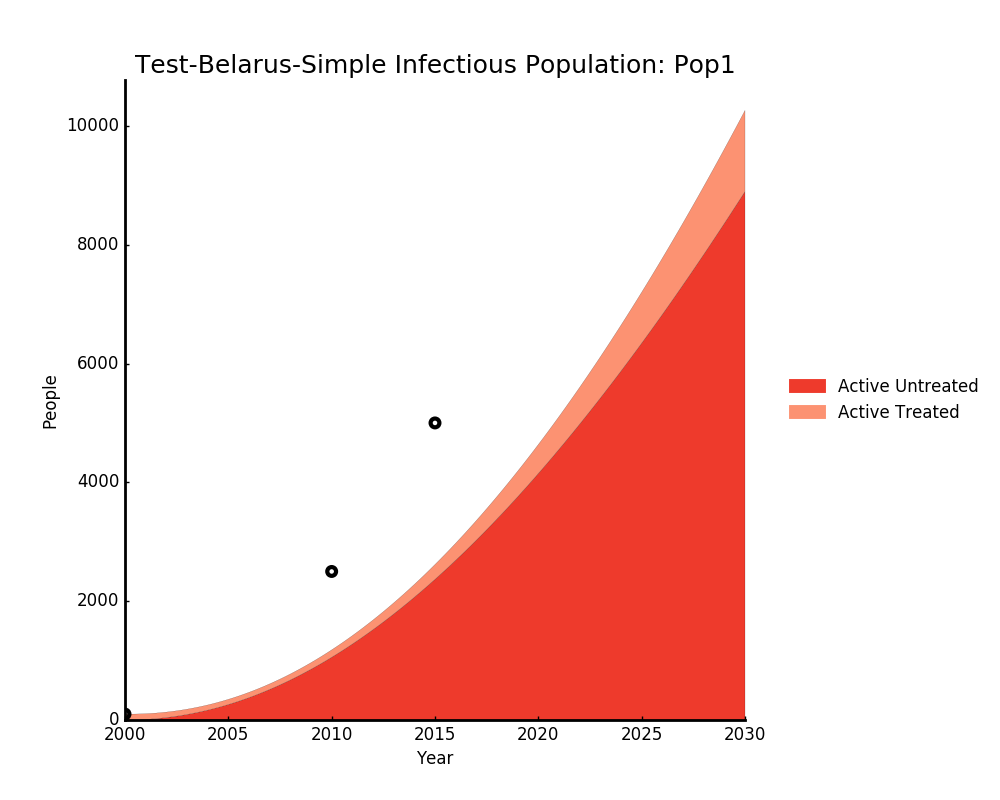 Test-Belarus-Simple Infectious Population: Pop1
10000
8000
6000
4000
2000
0
People
2000 2005 2010 2015 2020 2025 2030
Year
Active Untreated
Active Treated